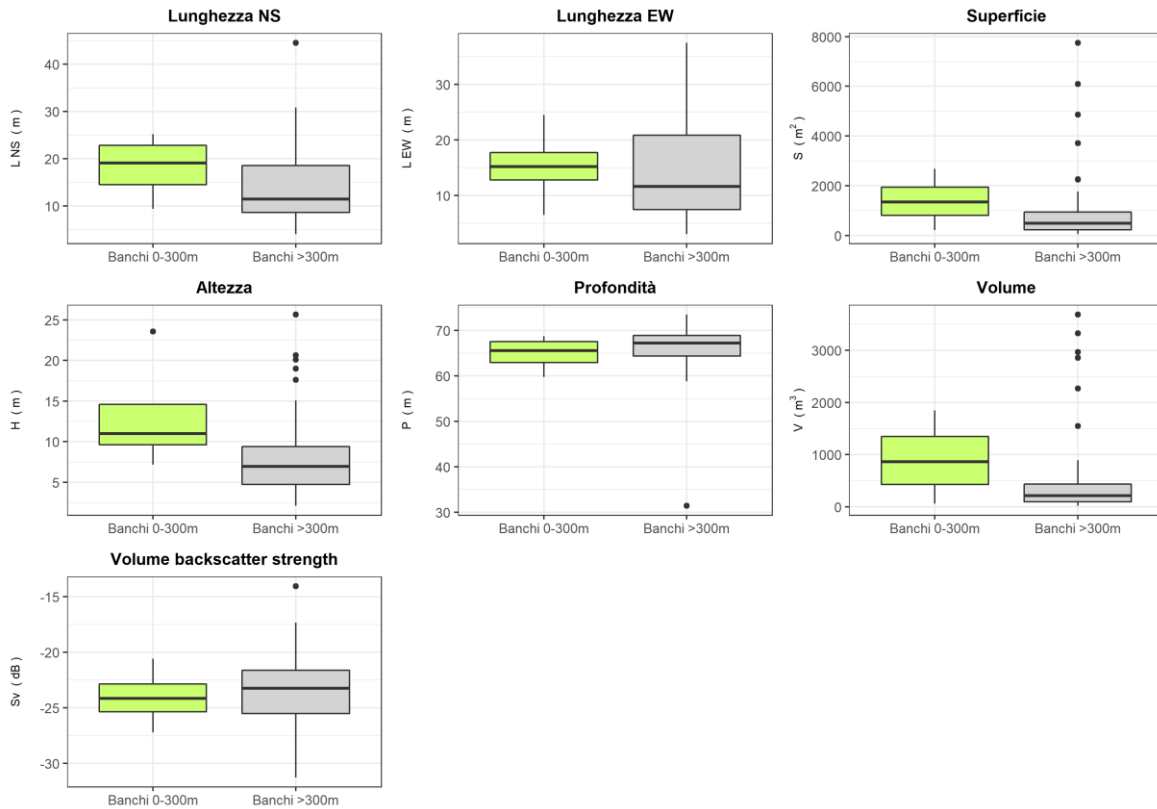 Lunghezza NS
L NS ( m )
40
30
20
10
Banchi 0-300m
Banchi >300m
Lunghezza EW
L EW ( m )
30
20
10
Banchi 0-300m
Banchi >300m
Superficie
S ( m² )
8000
6000
4000
2000
0
Banchi 0-300m
Banchi >300m
Altezza
H ( m )
25
20
15
10
5
Banchi 0-300m
Banchi >300m
Profondità
P ( m )
70
60
50
40
30
Banchi 0-300m
Banchi >300m
Volume
V ( m³ )
3000
2000
1000
0
Banchi 0-300m
Banchi >300m
Volume backscatter strength
Sv ( dB )
-15
-20
-25
-30
Banchi 0-300m
Banchi >300m